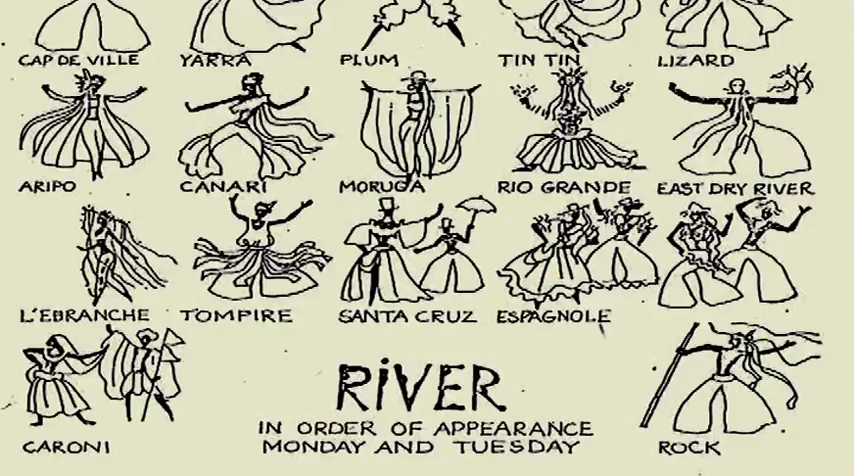 CAP DE VILLE
YARRA
PLUM
TIN TIN
LIZARD
ARIPO
CANARI
MORUGA
RIO GRANDE
EAST DRY RIVER
L'EBRANCHE
TOMPIRE
SANTA CRUZ
ESPAGNOLE
CARONI
RIVER
IN ORDER OF APPEARANCE
MONDAY AND TUESDAY
ROCK